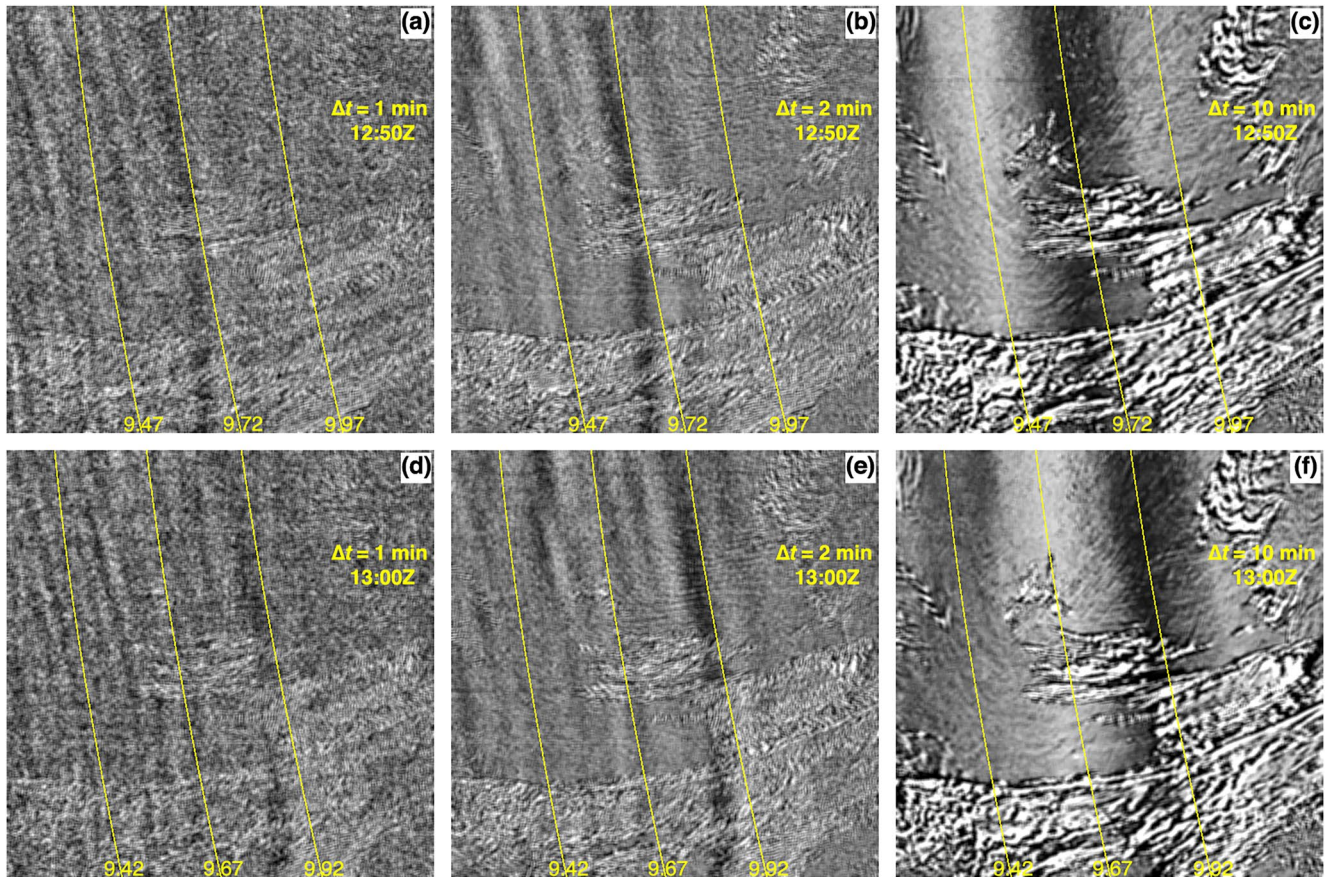 (a)
Δt = 1 min
12:50Z
9.47 9.72 9.97
(b)
Δt = 2 min
12:50Z
9.47 9.72 9.97
(c)
Δt = 10 min
12:50Z
9.47 9.72 9.97
(d)
Δt = 1 min
13:00Z
9.42 9.67 9.92
(e)
Δt = 2 min
13:00Z
9.42 9.67 9.92
(f)
Δt = 10 min
13:00Z
9.42 9.67 9.92